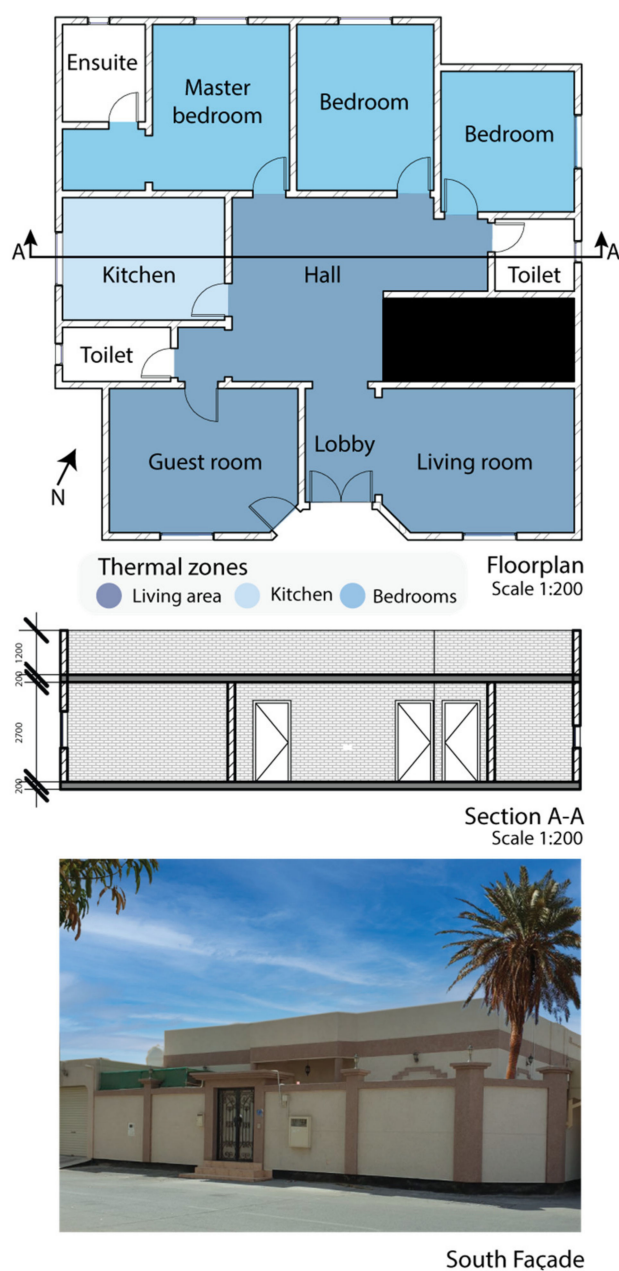 Ensuite
Master
bedroom
Bedroom
Bedroom
A
A
Kitchen
Hall
Toilet
Toilet
Guest room
Lobby
Living room
N
Thermal zones
Living area
Kitchen
Bedrooms
Floorplan
Scale 1:200
1200
200
2700
200
Section A-A
Scale 1:200
South Façade